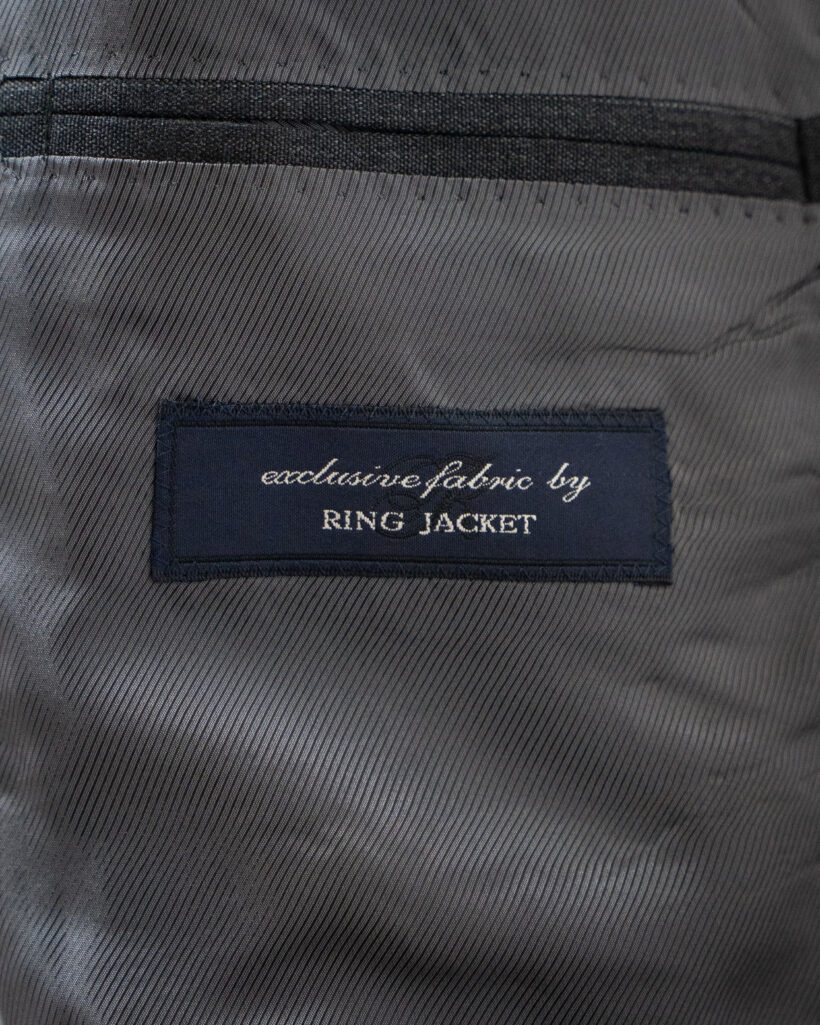 exclusive fabric by
RING JACKET